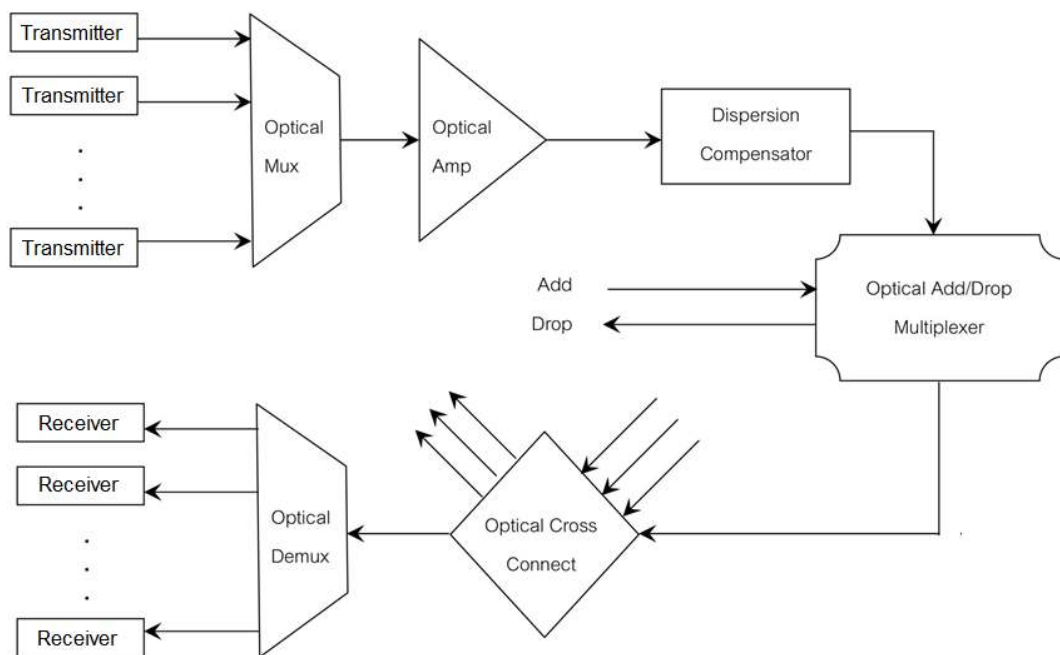 Transmitter
Transmitter
Transmitter
Optical
Mux
Optical
Amp
Dispersion
Compensator
Add
Drop
Optical Add/Drop
Multiplexer
Receiver
Receiver
Receiver
Optical
Demux
Optical Cross
Connect